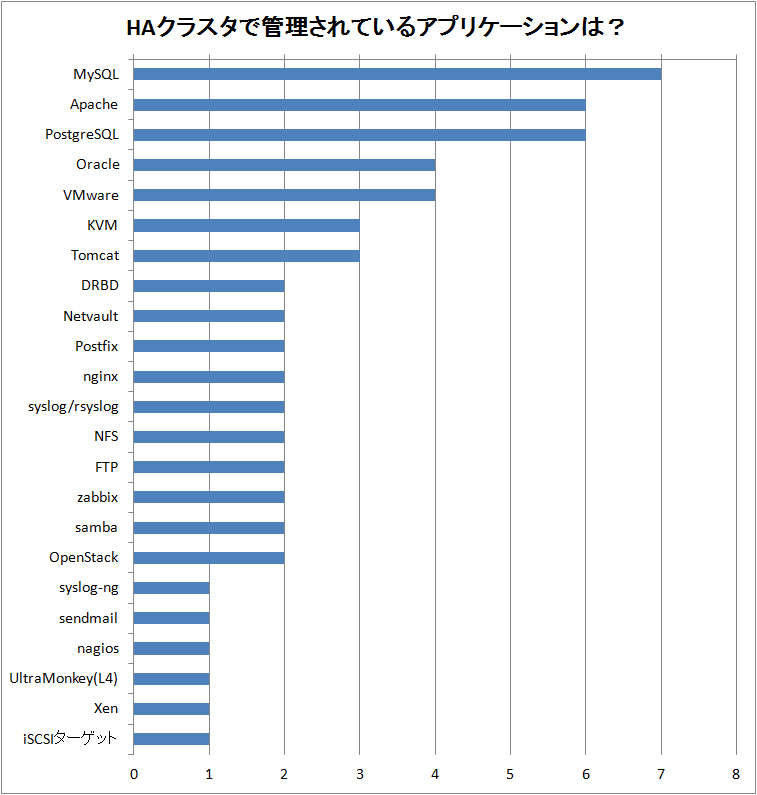 HAクラスタで管理されているアプリケーションは？
MySQL
Apache
PostgreSQL
Oracle
VMware
KVM
Tomcat
DRBD
Netvault
Postfix
nginx
syslog/rsyslog
NFS
FTP
zabbix
samba
OpenStack
syslog-ng
sendmail
nagios
UltraMonkey(L4)
Xen
iSCSIターゲット
0 1 2 3 4 5 6 7 8